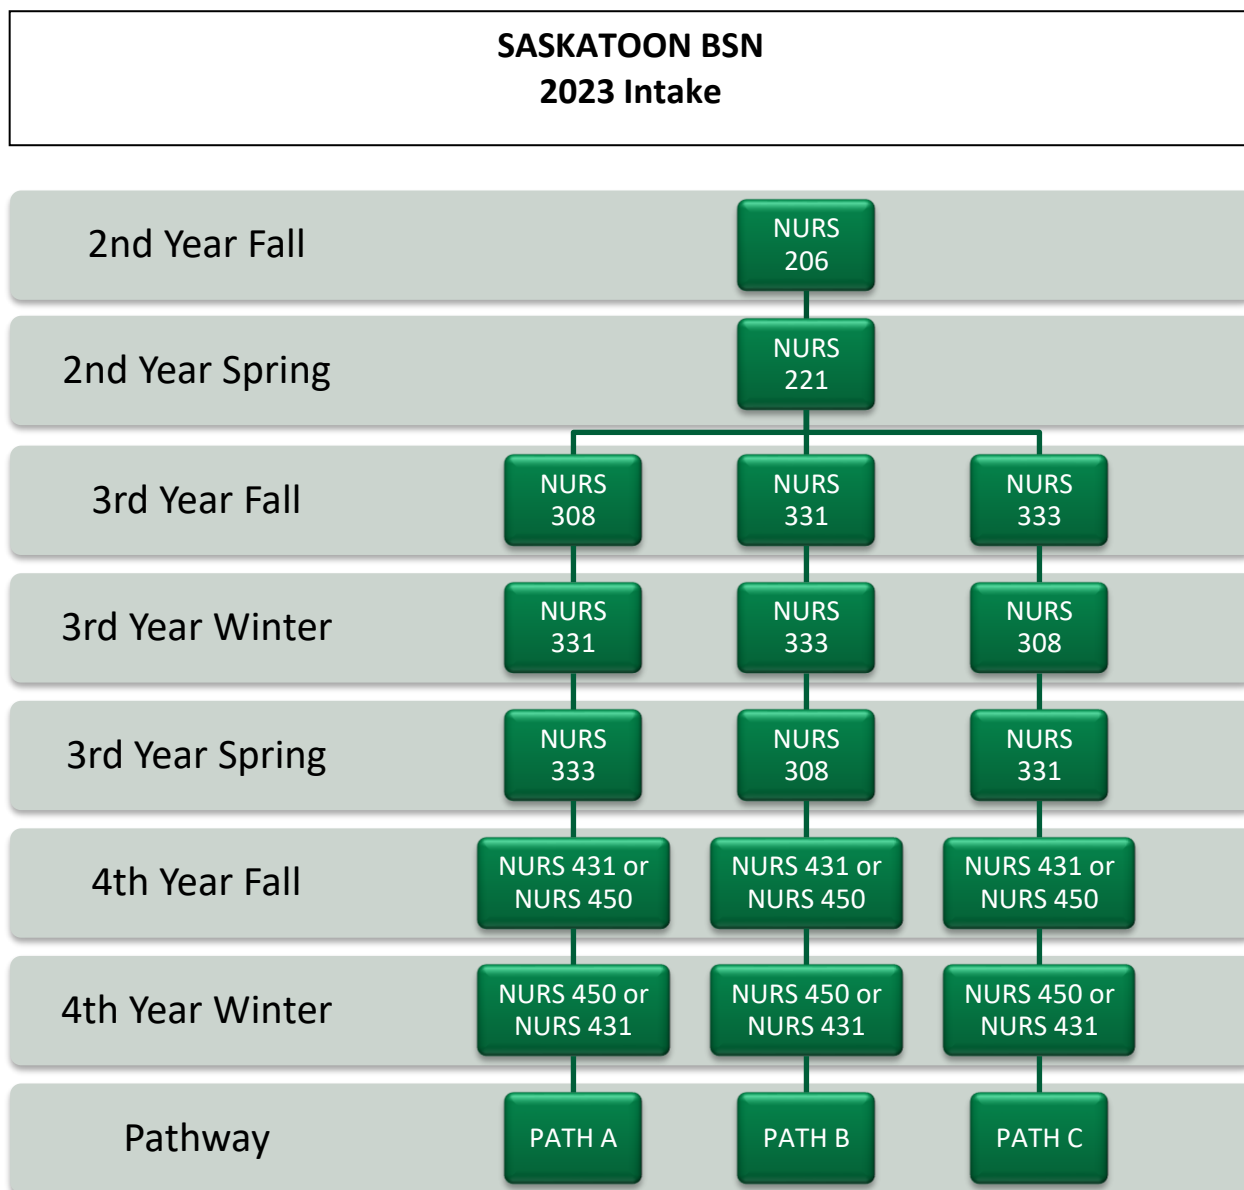 SASKATOON BSN
2023 Intake
2nd Year Fall
NURS
206
2nd Year Spring
NURS
221
3rd Year Fall
NURS
308
NURS
331
NURS
333
3rd Year Winter
NURS
331
NURS
333
NURS
308
3rd Year Spring
NURS
333
NURS
308
NURS
331
4th Year Fall
NURS 431 or
NURS 450
NURS 431 or
NURS 450
NURS 431 or
NURS 450
4th Year Winter
NURS 450 or
NURS 431
NURS 450 or
NURS 431
NURS 450 or
NURS 431
Pathway
PATH A
PATH B
PATH C